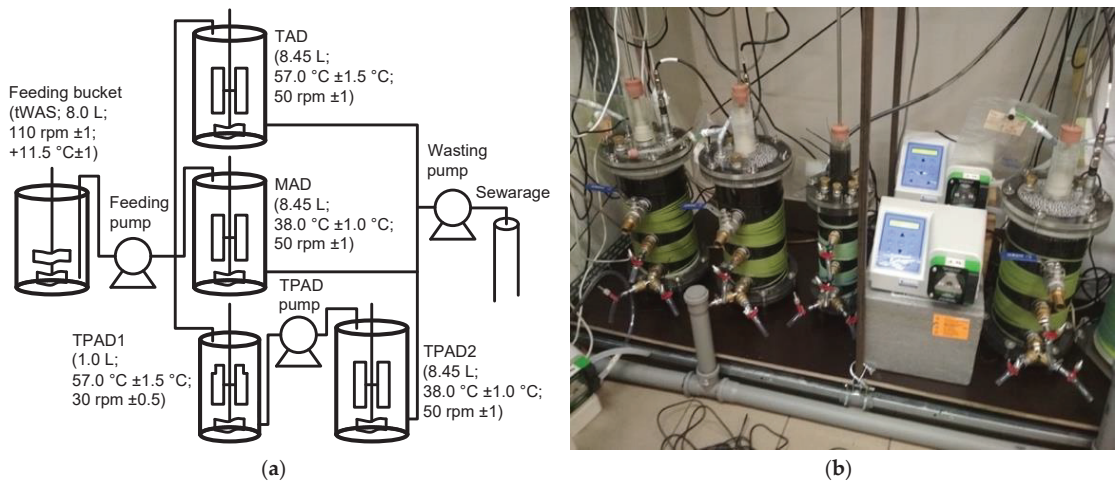 TAD
(8.45 L;
57.0 °C ±1.5 °C;
50 rpm ±1)
Feeding bucket
(tWAS; 8.0 L;
110 rpm ±1;
+11.5 °C±1)
Feeding
pump
MAD
(8.45 L;
38.0 °C ±1.0 °C;
50 rpm ±1)
Wasting
pump
Sewarage
TPAD1
(1.0 L;
57.0 °C ±1.5 °C;
30 rpm ±0.5)
TPAD
pump
TPAD2
(8.45 L;
38.0 °C ±1.0 °C;
50 rpm ±1)
(a)
(b)